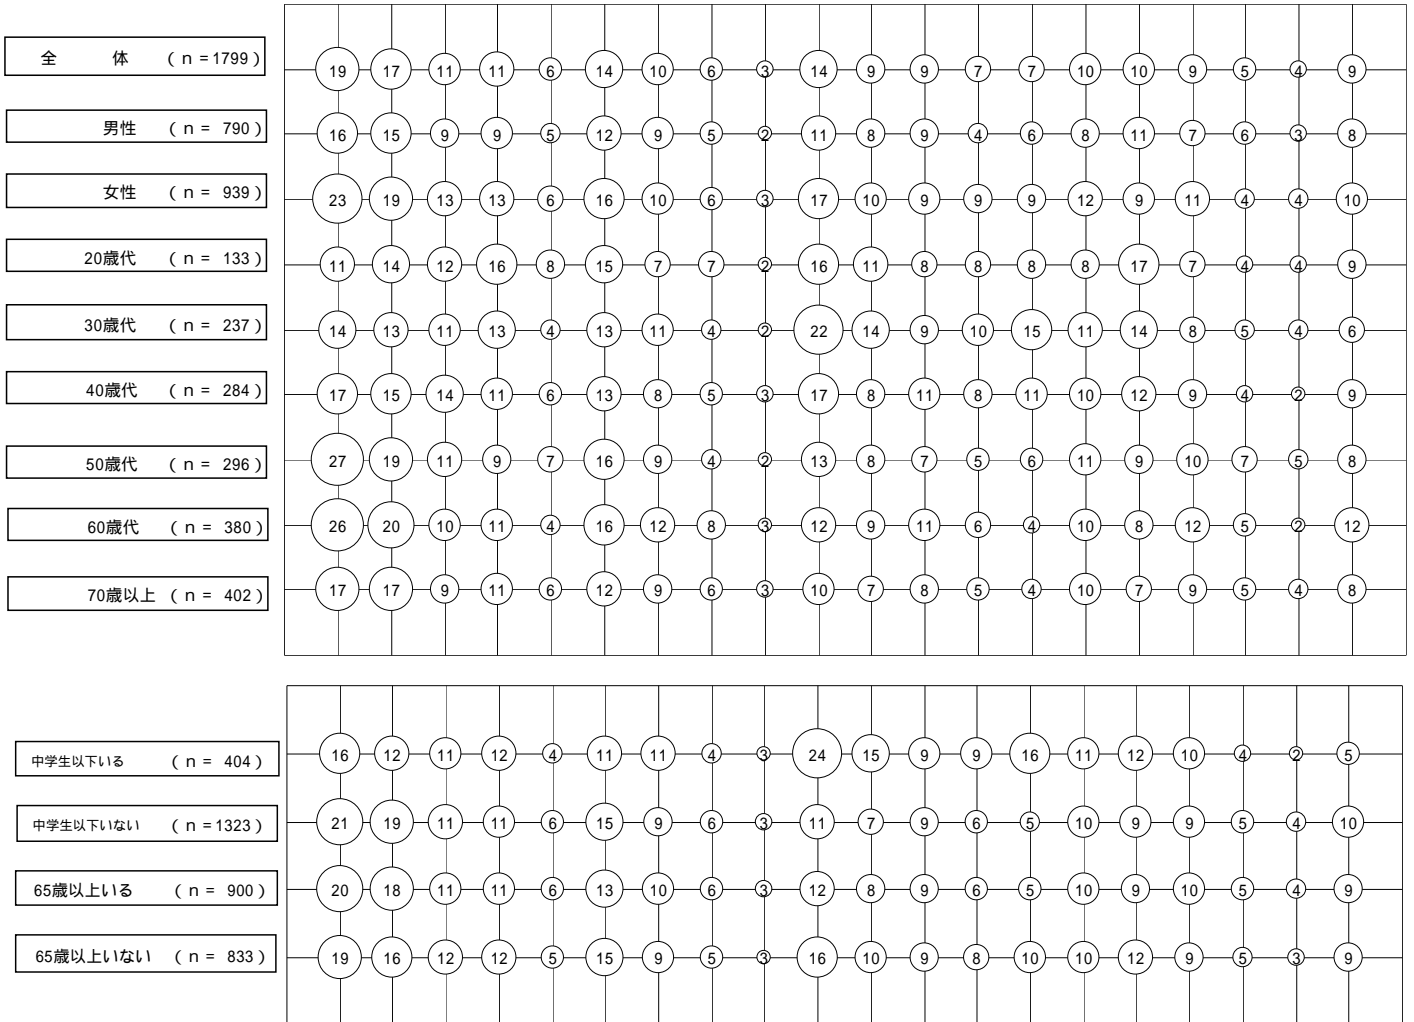 全 体 (n=1799) 19 17 11 11 6 14 10 6 3 14 9 9 7 7 10 10 9 5 4 9
男性 (n= 790) 16 15 9 9 5 12 9 5 2 11 8 9 4 6 8 11 7 6 3 8
女性 (n= 939) 23 19 13 13 6 16 10 6 3 17 10 9 9 9 12 9 11 4 4 10
20歳代 (n= 133) 11 14 12 16 8 15 7 7 2 16 11 8 8 8 8 17 7 4 4 9
30歳代 (n= 237) 14 13 11 13 4 13 11 4 2 22 14 9 10 15 11 14 8 5 4 6
40歳代 (n= 284) 17 15 14 11 6 13 8 5 3 17 8 11 8 11 10 12 9 4 2 9
50歳代 (n= 296) 27 19 11 9 7 16 9 4 2 13 8 7 5 6 11 9 10 7 5 8
60歳代 (n= 380) 26 20 10 11 4 16 12 8 3 12 9 11 6 4 10 8 12 5 2 12
70歳以上 (n= 402) 17 17 9 11 6 12 9 6 3 10 7 8 5 4 10 7 9 5 4 8
中学生以下いる (n= 404) 16 12 11 12 4 11 11 4 3 24 15 9 9 16 11 12 10 4 2 5
中学生以下いない (n=1323) 21 19 11 11 6 15 9 6 3 11 7 9 6 5 10 9 9 5 4 10
65歳以上いる (n= 900) 20 18 11 11 6 13 10 6 3 12 8 9 6 5 10 9 10 5 4 9
65歳以上いない (n= 833) 19 16 12 12 5 15 9 5 3 16 10 9 8 10 10 12 9 5 3 9